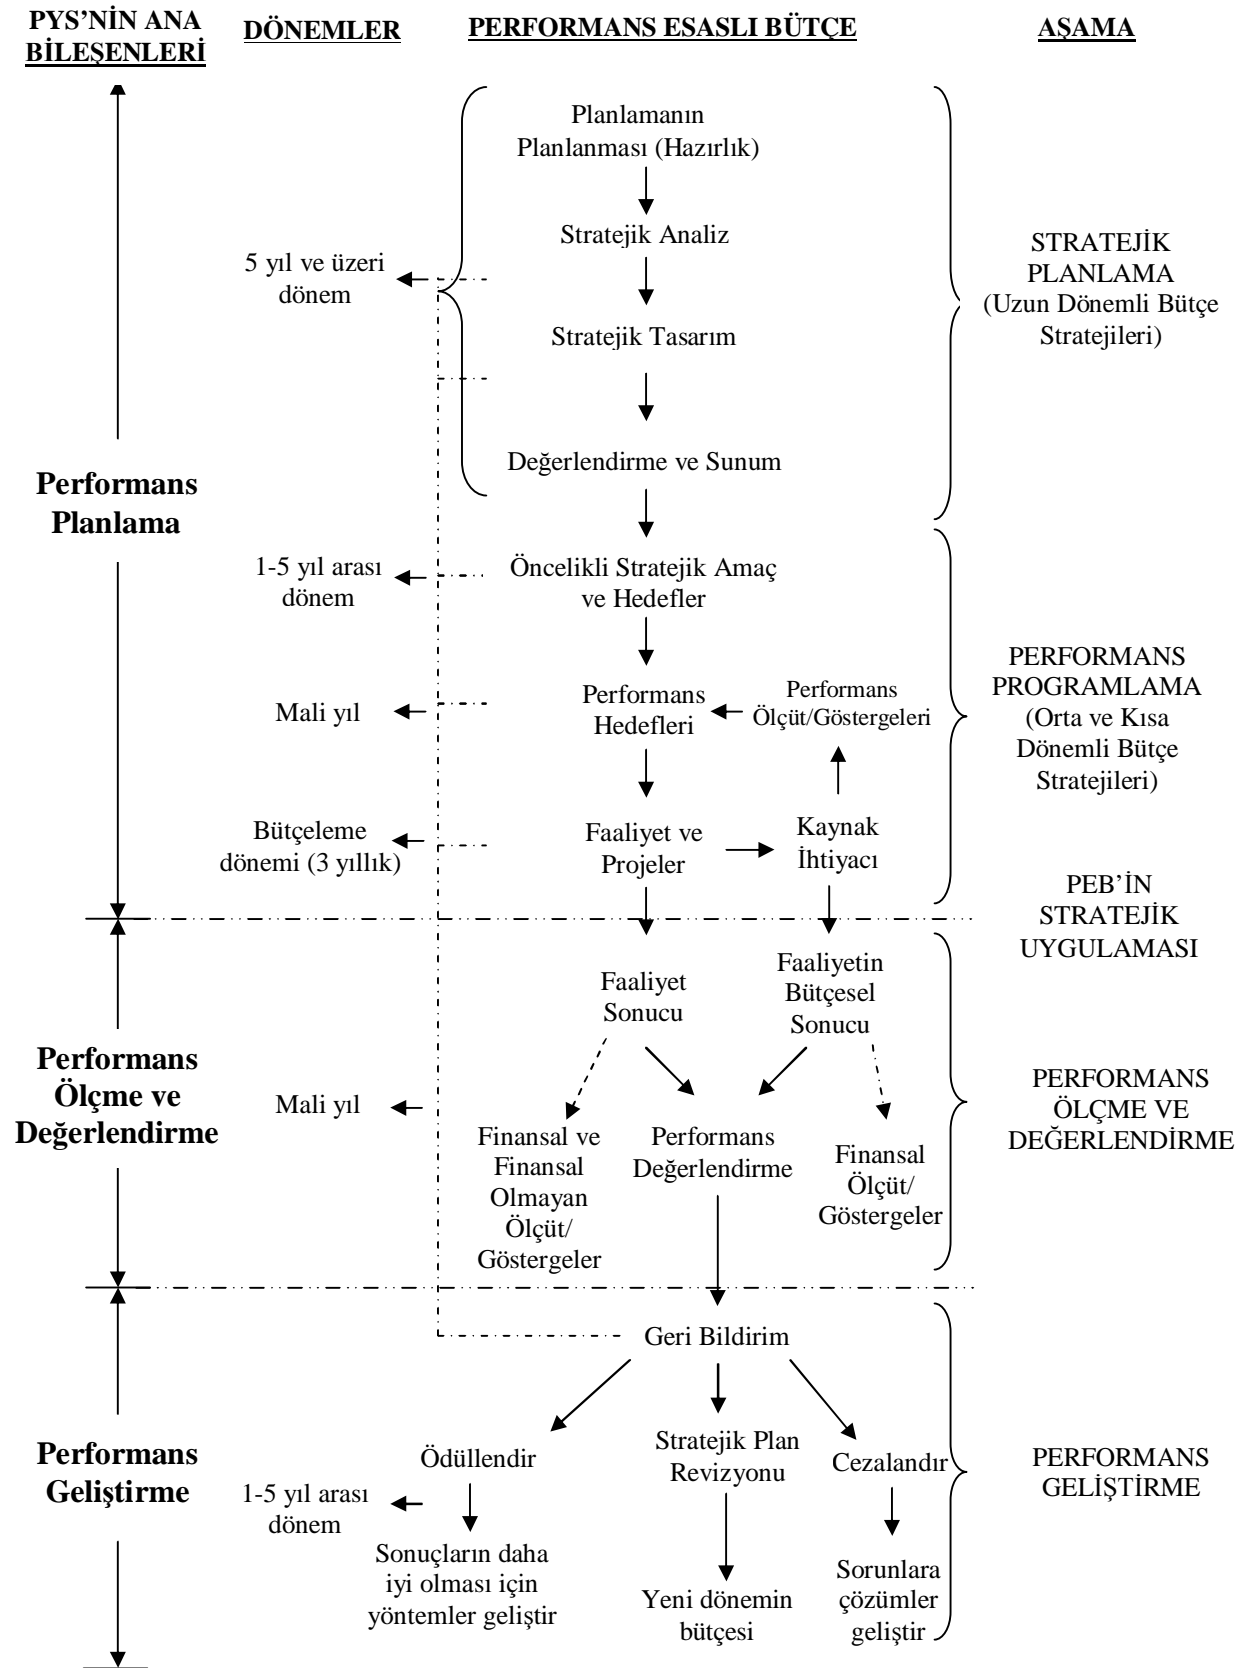 PYS’NİN ANA
BİLEŞENLERİ
DÖNEMLER
PERFORMANS ESASLI BÜTÇE
AŞAMA
Planlamanın
Planlanması (Hazırlık)
Stratejik Analiz
5 yıl ve üzeri
dönem
Stratejik Tasarım
STRATEJİK
PLANLAMA
(Uzun Dönemli Bütçe
Stratejileri)
Değerlendirme ve Sunum
Performans
Planlama
1-5 yıl arası
dönem
Öncelikli Stratejik Amaç
ve Hedefler
Mali yıl
Performans
Hedefleri
Performans
Ölçüt/Göstergeleri
PERFORMANS
PROGRAMLAMA
(Orta ve Kısa
Dönemli Bütçe
Stratejileri)
Bütçeleme
dönemi (3 yıllık)
Faaliyet ve
Projeler
Kaynak
İhtiyacı
PEB’İN
STRATEJİK
UYGULAMASI
Faaliyet
Sonucu
Faaliyetin
Bütçesel
Sonucu
Performans
Ölçme ve
Değerlendirme
Mali yıl
Finansal ve
Finansal
Olmayan
Ölçüt/
Göstergeler
Performans
Değerlendirme
Finansal
Ölçüt/
Göstergeler
PERFORMANS
ÖLÇME VE
DEĞERLENDİRME
Geri Bildirim
Performans
Geliştirme
1-5 yıl arası
dönem
Ödüllendir
Stratejik Plan
Revizyonu
Cezalandır
PERFORMANS
GELİŞTİRME
Sonuçların daha
iyi olması için
yöntemler geliştir
Yeni dönemin
bütçesi
Sorunlara
çözümler
geliştir